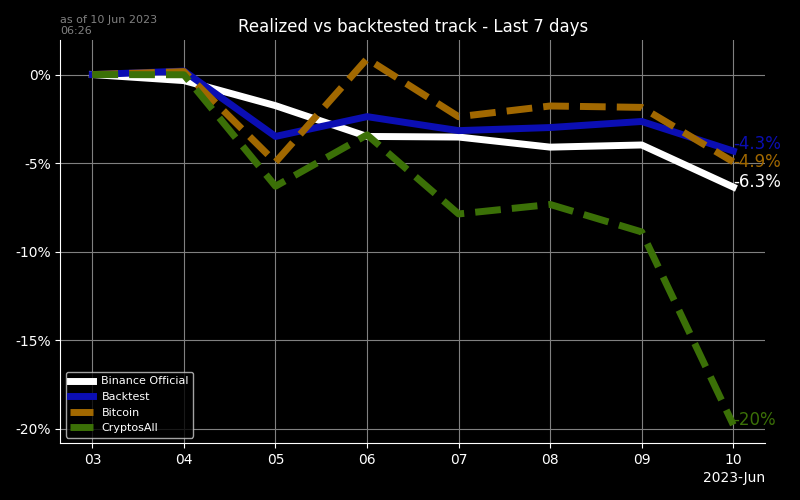 as of 10 Jun 2023
06:26
Realized vs backtested track - Last 7 days
0%
-5%
-10%
-15%
-20%
-4.3%
-4.9%
-6.3%
-20%
Binance Official
Backtest
Bitcoin
CryptosAll
03 04 05 06 07 08 09 10
2023-Jun